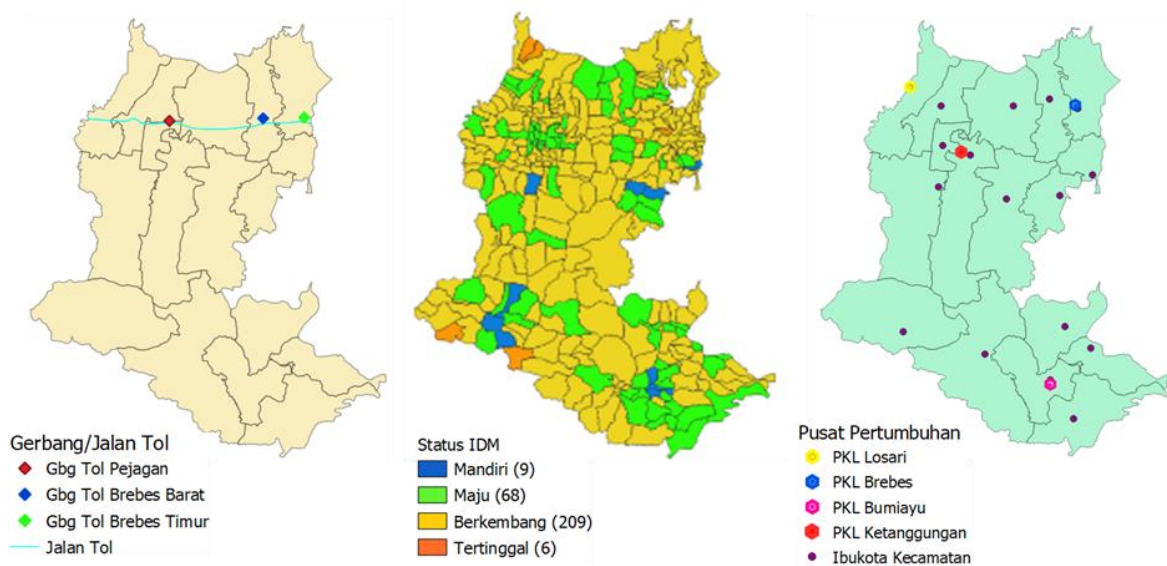 Gerbang/Jalan Tol
Gbg Tol Pejagan
Gbg Tol Brebes Barat
Gbg Tol Brebes Timur
Jalan Tol
Status IDM
Mandiri (9)
Maju (68)
Berkembang (209)
Tertinggal (6)
Pusat Pertumbuhan
PKL Losari
PKL Brebes
PKL Bumiayu
PKL Ketanggungan
Ibukota Kecamatan